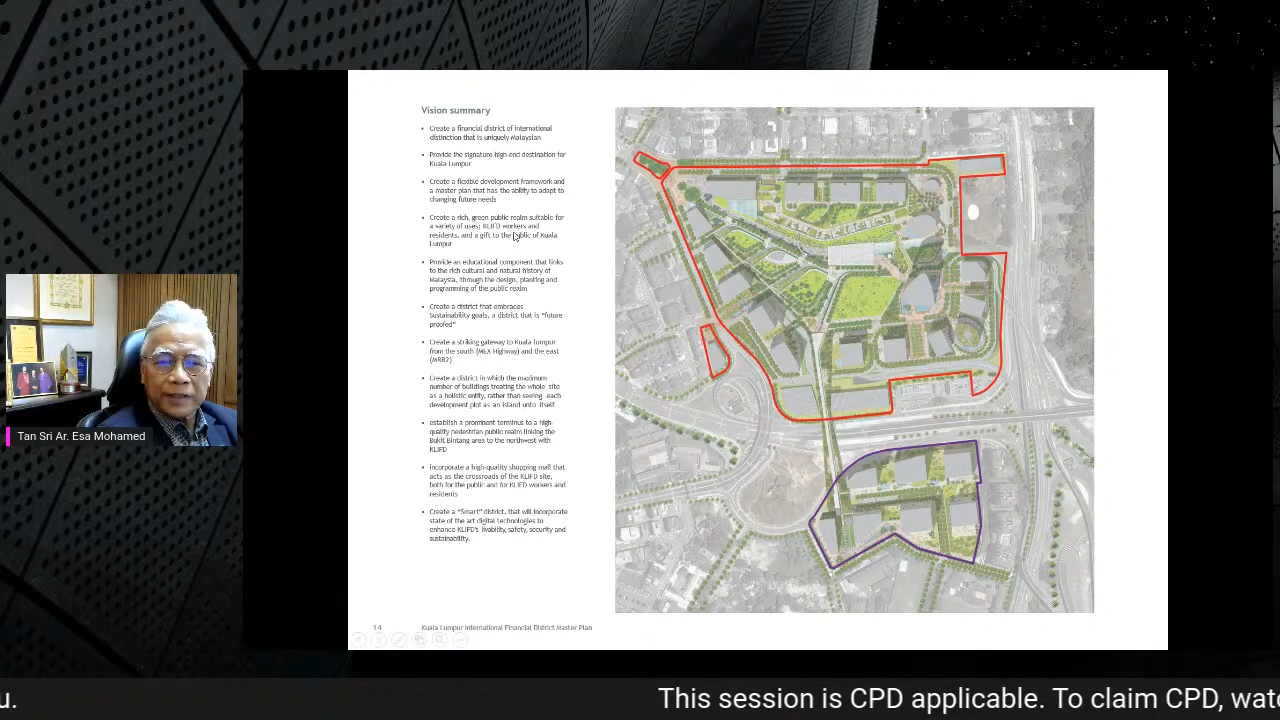 Vision summary
• Create a financial district of international
distinction that is uniquely Malaysian
• Provide the signature high-end destination for
Kuala Lumpur
• Create a flexible development framework and
a master plan that has the ability to adapt to
changing future needs
• Create a rich, green public realm suitable for
a variety of uses; KLIFD workers and
residents, and a gift to the public of Kuala
Lumpur
• Provide an educational component that links
to the rich cultural and natural history of
Malaysia, through the design, planting and
programming of the public realm
• Create a district that embraces
Sustainability goals, a district that is "future
proofed"
• Create a striking gateway to Kuala lumpur
from the south (MEX Highway) and the east
(MRR2)
• Create a district in which the maximum
number of buildings treating the whole site
as a holistic entity, rather than seeing each
development plot as an island unto itself
• establish a prominent terminus to a high-
quality pedestrian public realm linking the
Bukit Bintang area to the northwest with
KLIFD
• incorporate a high-quality shopping mall that
acts as the crossroads of the KLIFD site,
both for the public and for KLIFD workers and
residents
• Create a "Smart" district, that will incorporate
state of the art digital technologies to
enhance KLIFD's livability, safety, security and
sustainability.
14 Kuala Lumpur International Financial District Master Plan
Tan Sri Ar. Esa Mohamed
u. This session is CPD applicable. To claim CPD, watc